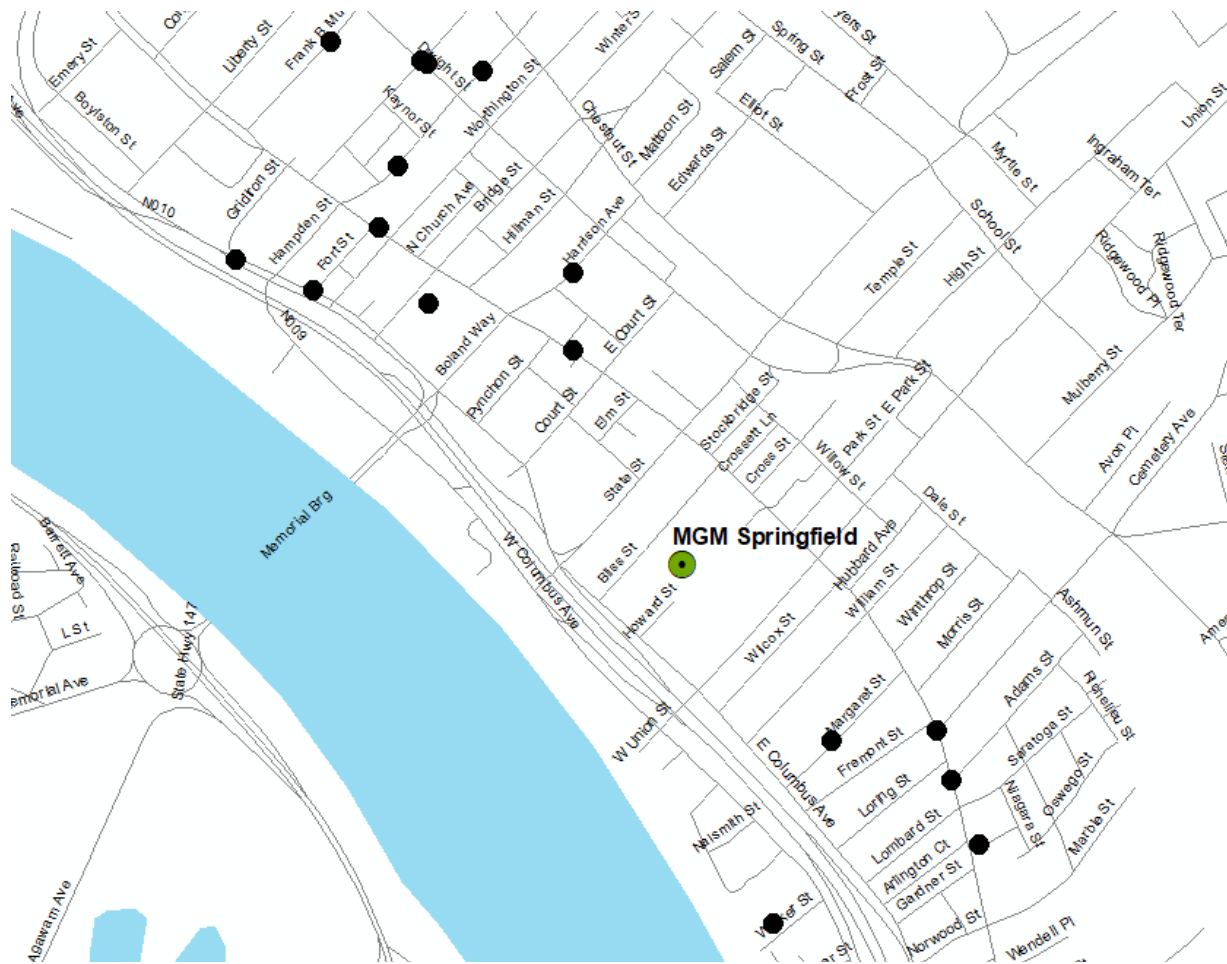 Liberty St
Winter S
Spring St
Emery St
Salem St
Dwight St
Worthington St
Frost St
Boylston St
Kaynor St
Elliot St
Union St
Chestnut St
Mattoon St
Edwards St
Myrtle St
Ingraham Ter
Gridiron St
N010
Hampden St
Fort St
N Church Ave
Bridge St
Hillman St
Harrison Ave
School St
Temple St
High St
Ridgewood Pl
Ridgewood Ter
N009
Boland Way
E Court St
Pynchon St
Court St
Elm St
Mulberry St
Stockbridge St
Crossett Ln
Cross St
Park St
E Park St
Willow St
Avon Pl
Cemetery Ave
State St
Memorial Brg
Dale St
MGM Springfield
Barrett Ave
Railroad St
L St
State Hwy 147
W Columbus Ave
Bliss St
Howard St
Hubbard Ave
William St
Winthrop St
Morris St
Ashmun St
Wilcox St
W Union St
Margaret St
Fremont St
Adams St
Richelieu St
Saratoga St
E Columbus Ave
Loring St
Niagara St
Oswego St
Naismith St
Lombard St
Marble St
Arlington Ct
Gardner St
Agawam Ave
Norwood St
Wendell Pl